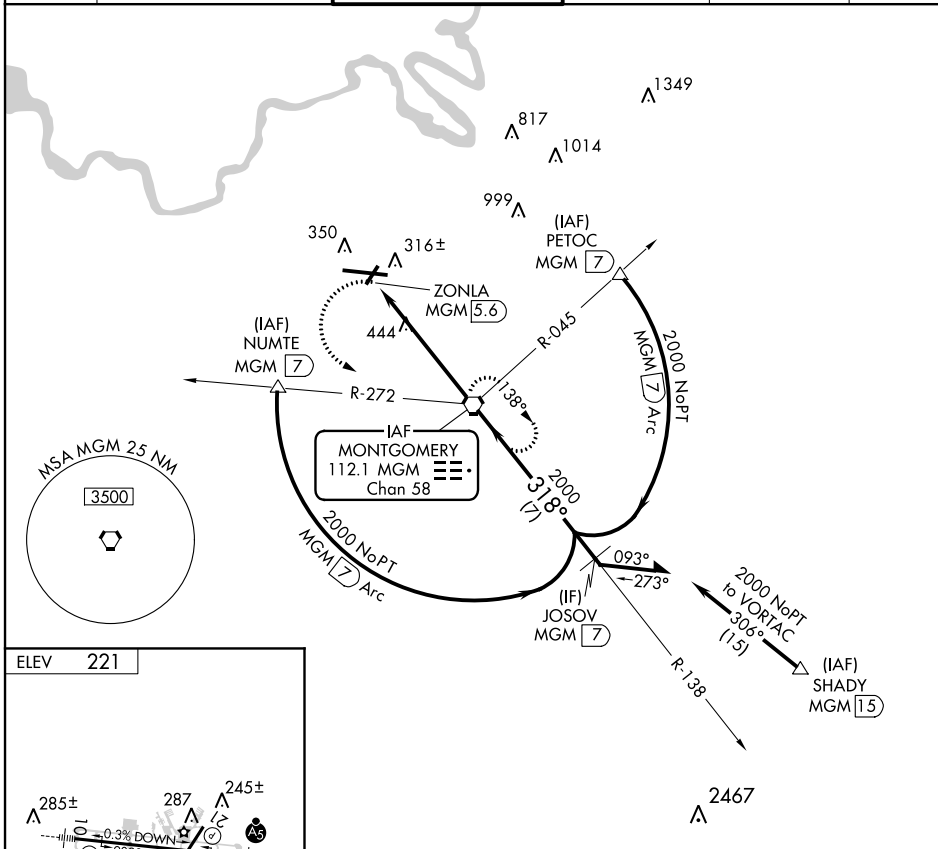 1349
817
1014
999
(IAF)
PETOC
MGM 7
350
316±
ZONLA
MGM 5.6
444
(IAF)
NUMTE
MGM 7
R-045
R-272
138°
2000 NoPT
MGM 7 Arc
IAF
MONTGOMERY
112.1 MGM
Chan 58
MSA MGM 25 NM
3500
2000
318°
(7)
2000 NoPT
MGM 7 Arc
093°
273°
(IF)
JOSOV
MGM 7
2000 NoPT
to VORTAC
306°
(15)
(IAF)
SHADY
MGM 15
R-138
2467
ELEV 221
285±
287
245±
10
0.3% DOWN
21
P
A5